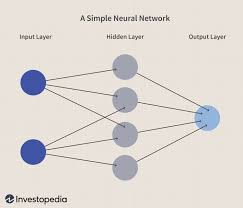 A Simple Neural Network
Input Layer Hidden Layer Output Layer
Investopedia